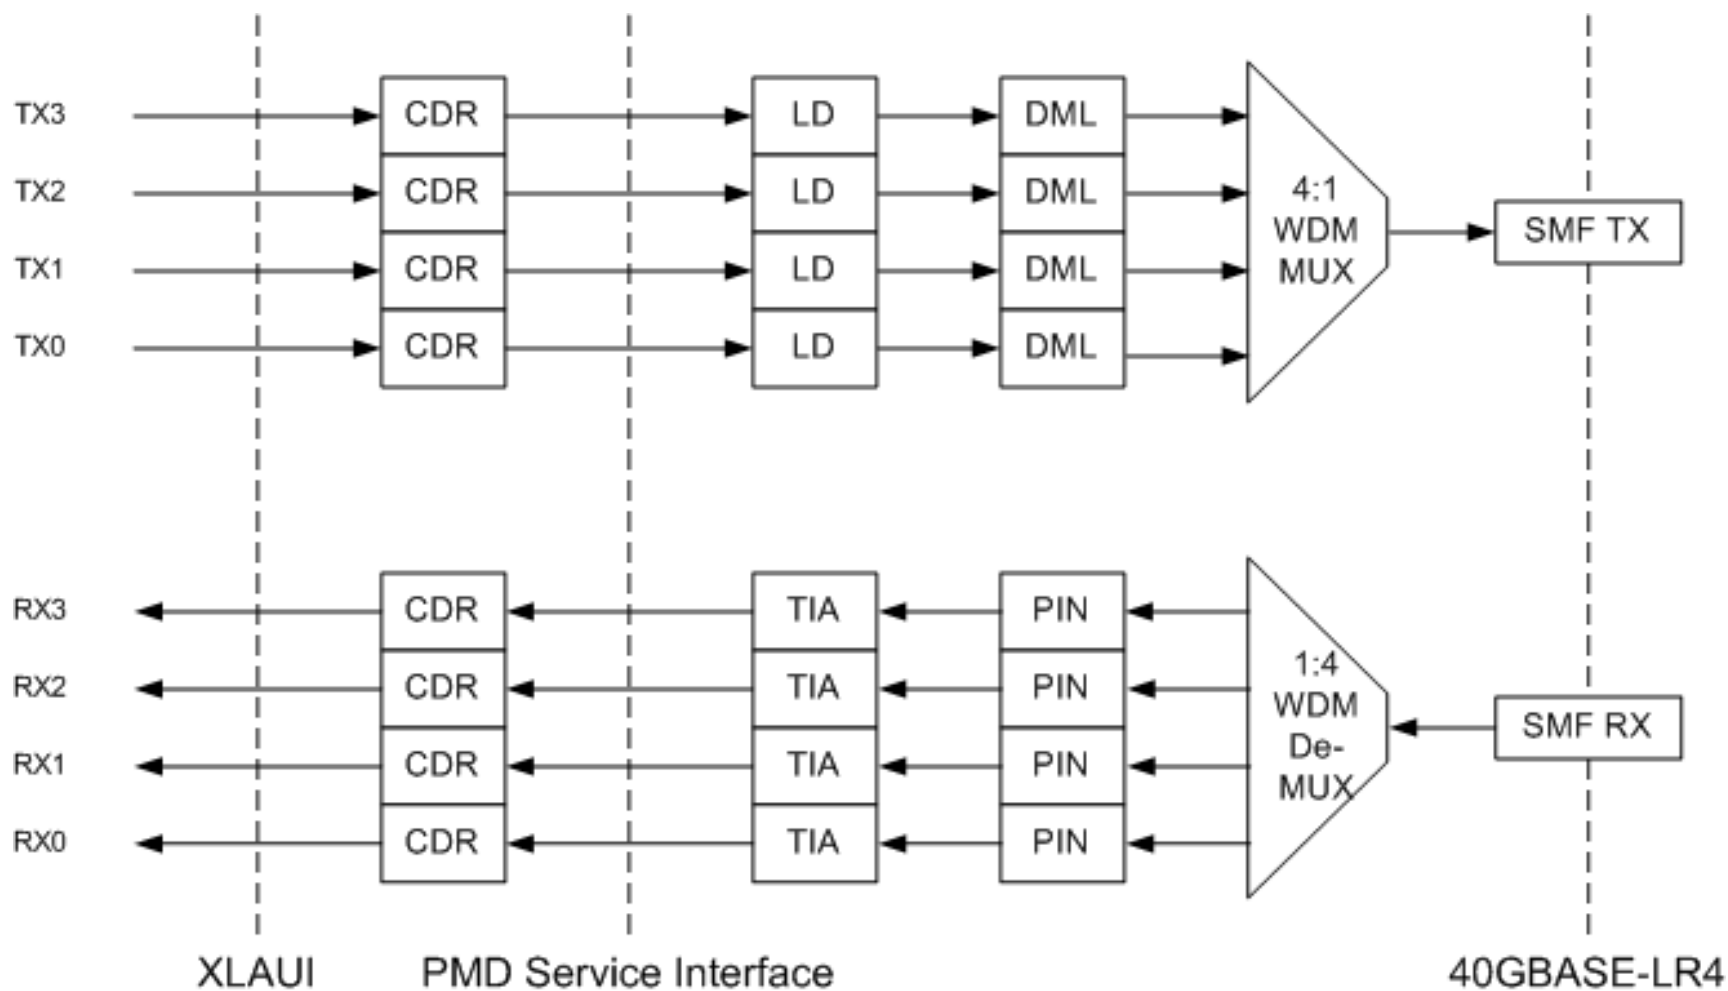 TX3 CDR LD DML
TX2 CDR LD DML
TX1 CDR LD DML
TX0 CDR LD DML
4:1
WDM
MUX
SMF TX
RX3 CDR TIA PIN
RX2 CDR TIA PIN
RX1 CDR TIA PIN
RX0 CDR TIA PIN
1:4
WDM
De-
MUX
SMF RX
XLAUI PMD Service Interface 40GBASE-LR4